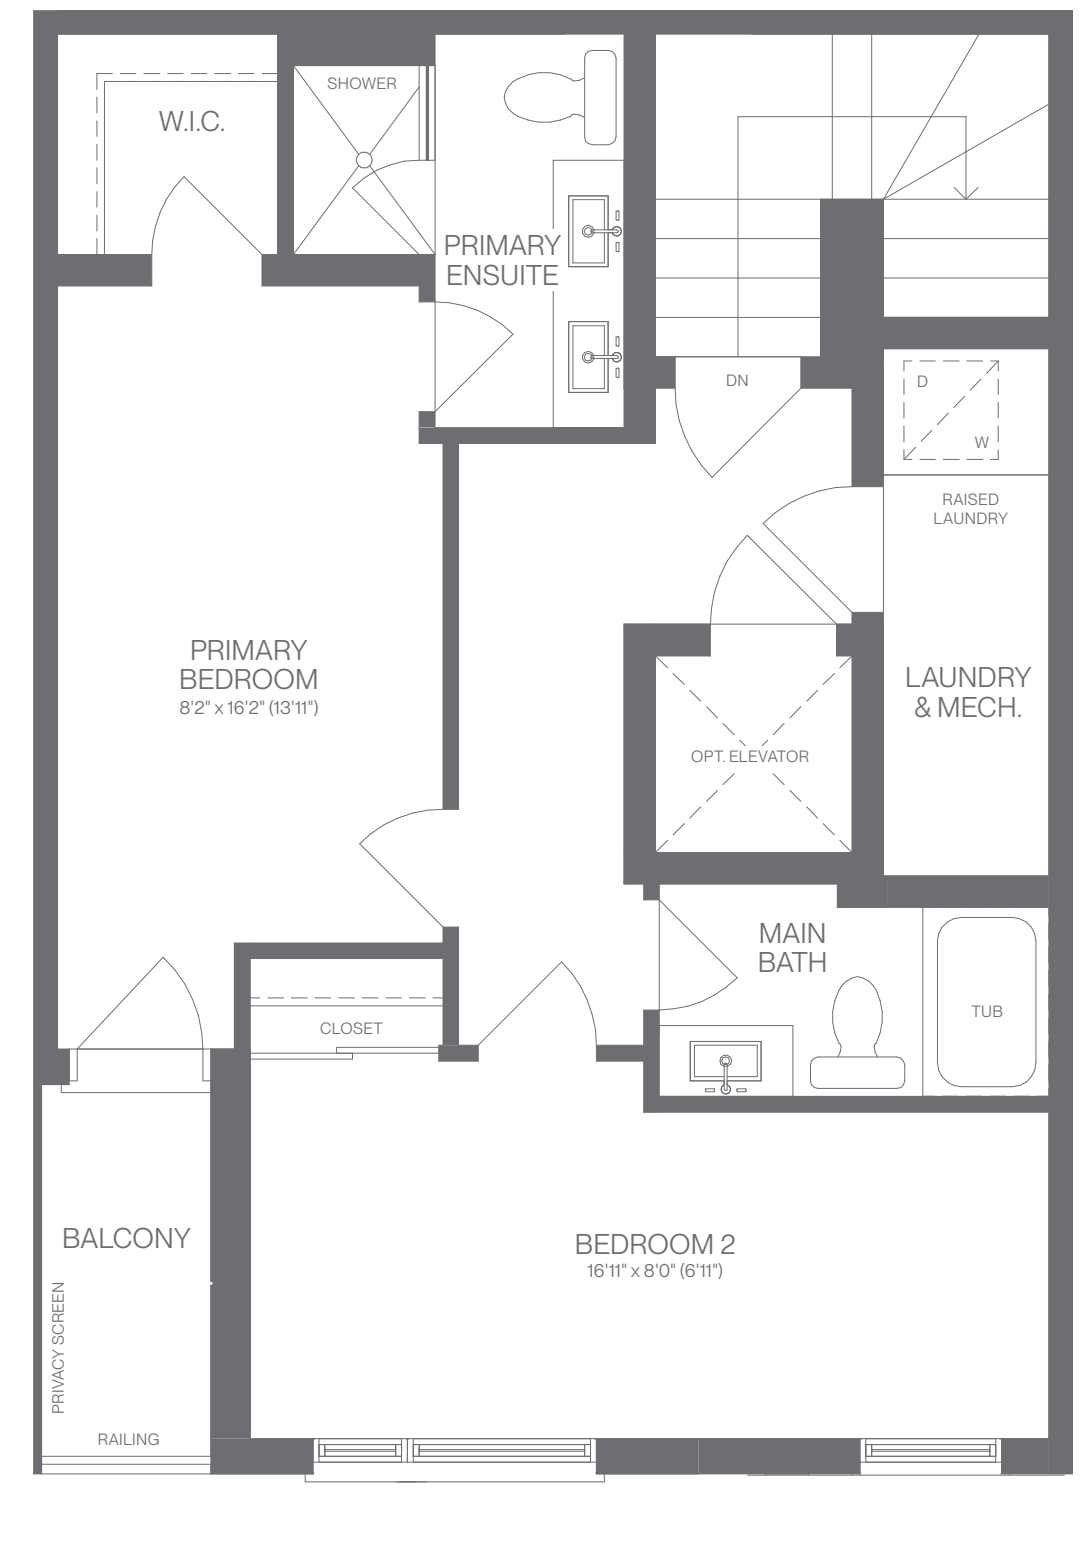 SHOWER
W.I.C.
PRIMARY
ENSUITE
DN
D
W
RAISED
LAUNDRY
PRIMARY
BEDROOM
8'2" x 16'2" (13'11")
LAUNDRY
& MECH.
OPT. ELEVATOR
MAIN
BATH
TUB
CLOSET
BALCONY
BEDROOM 2
16'11" x 8'0" (6'11")
PRIVACY SCREEN
RAILING